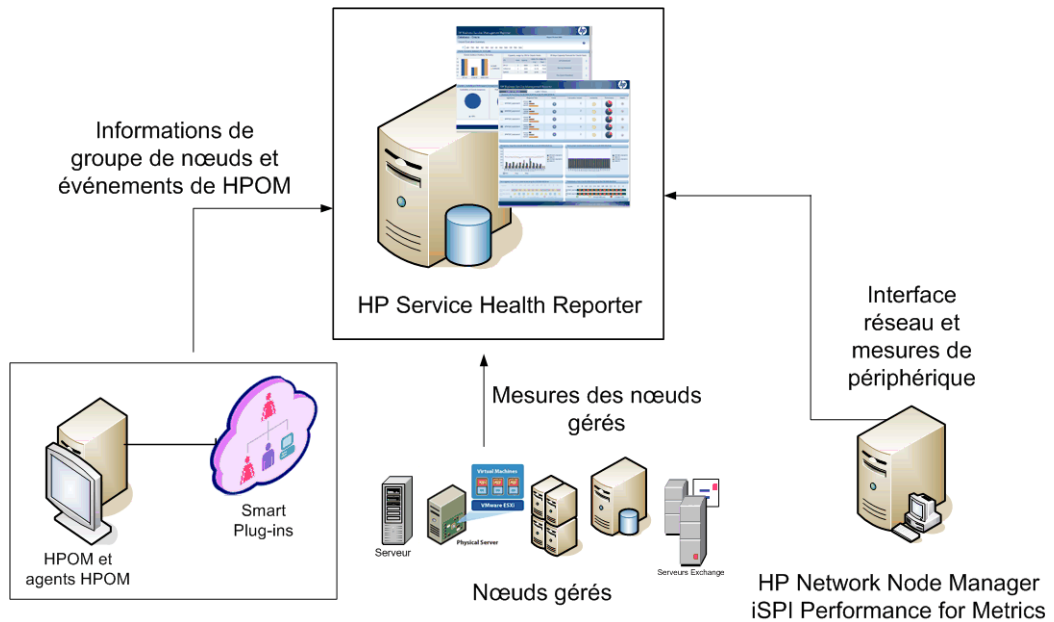 Informations de
groupe de nœuds et
événements de HPOM
HP Service Health Reporter
Interface
réseau et
mesures de
périphérique
Mesures des nœuds
gérés
Smart
Plug-ins
HPOM et
agents HPOM
Serveur
Virtual Machines
VMware ESXi
Physical Server
Serveurs Exchange
Nœuds gérés
HP Network Node Manager
iSPI Performance for Metrics